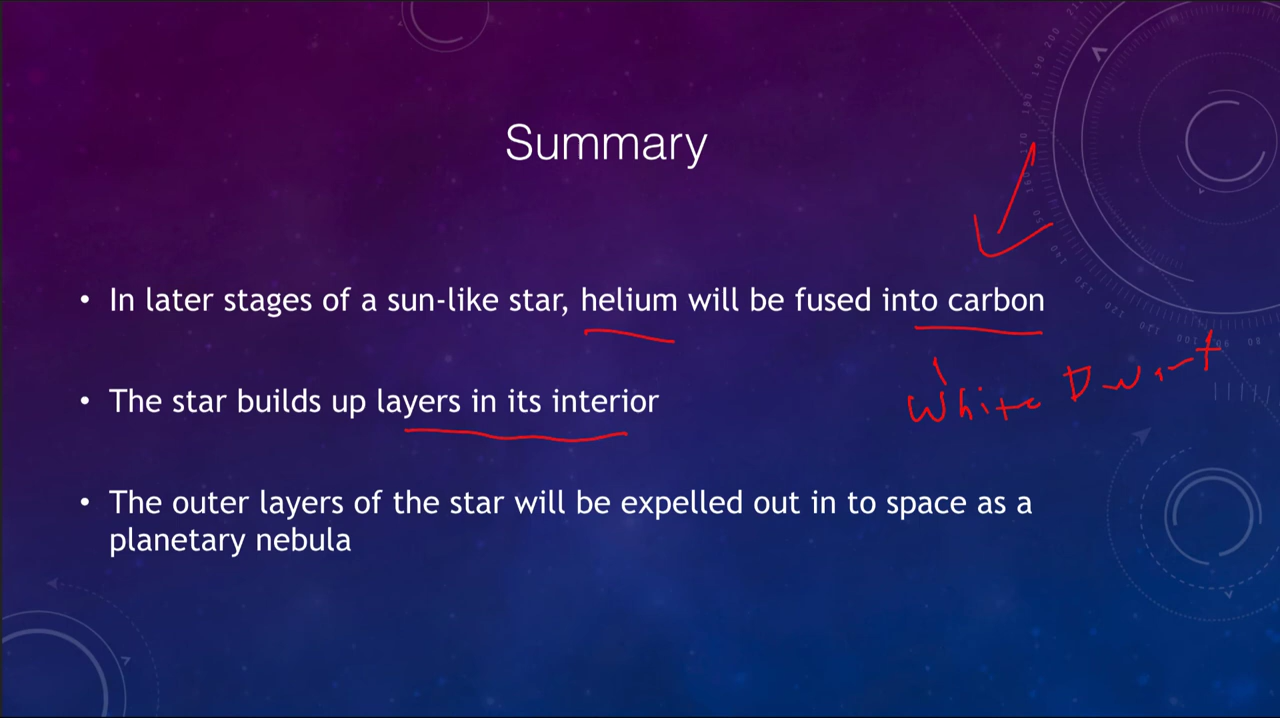 Summary
• In later stages of a sun-like star, helium will be fused into carbon
White Dwarf
• The star builds up layers in its interior
• The outer layers of the star will be expelled out in to space as a
planetary nebula